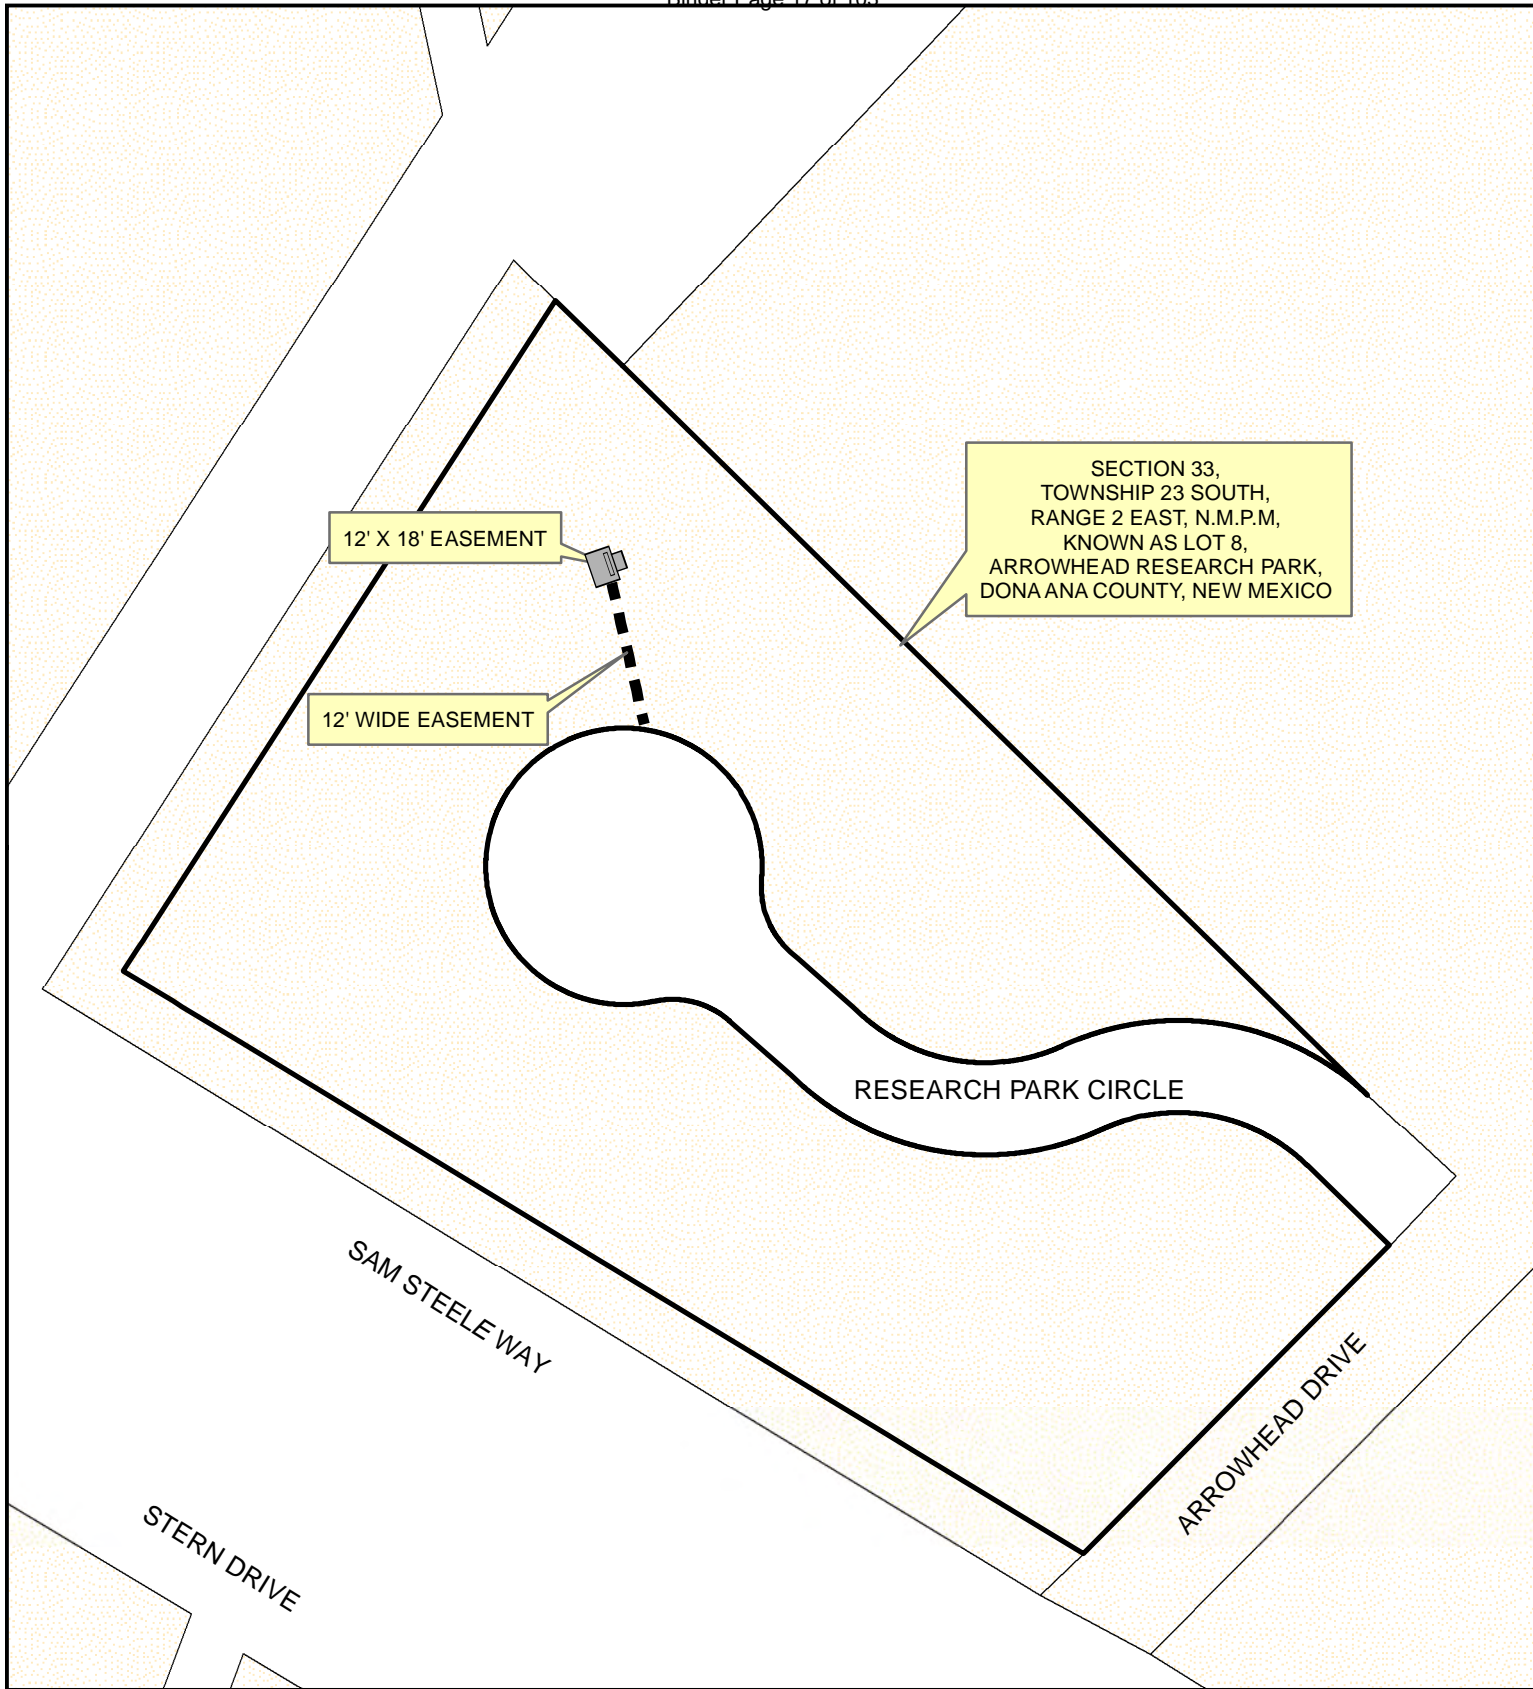 SECTION 33,
TOWNSHIP 23 SOUTH,
RANGE 2 EAST, N.M.P.M,
KNOWN AS LOT 8,
ARROWHEAD RESEARCH PARK,
DONA ANA COUNTY, NEW MEXICO
12' X 18' EASEMENT
12' WIDE EASEMENT
RESEARCH PARK CIRCLE
SAM STEELE WAY
ARROWHEAD DRIVE
STERN DRIVE